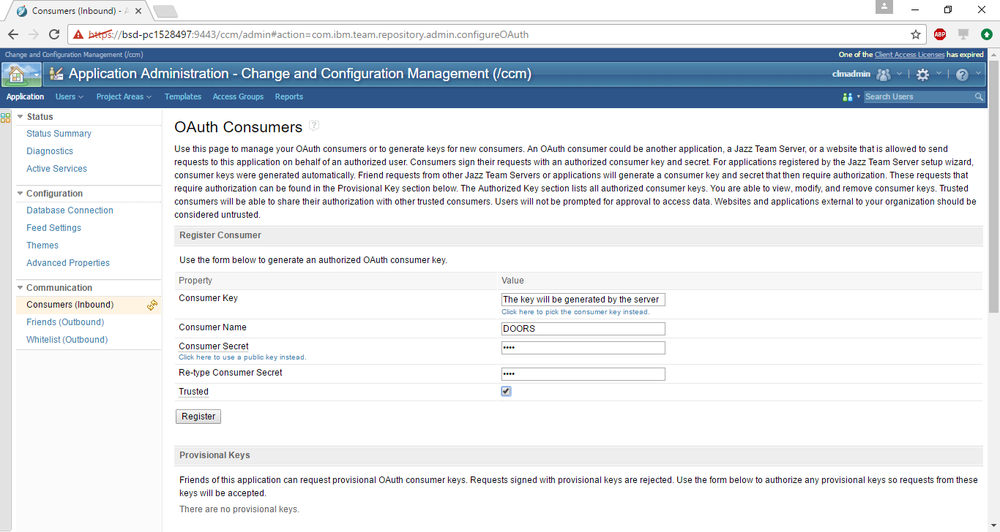 Consumers (Inbound) - A
https://bsd-pc1528497:9443/ccm/admin#action=com.ibm.team.repository.admin.configureOAuth
ABP
Change and Configuration Management (/ccm)
One of the Client Access Licenses has expired
Application Administration - Change and Configuration Management (/ccm)
clmadmin
Application
Users
Project Areas
Templates
Access Groups
Reports
Search Users
Status
Status Summary
Diagnostics
Active Services
Configuration
Database Connection
Feed Settings
Themes
Advanced Properties
Communication
Consumers (Inbound)
Friends (Outbound)
Whitelist (Outbound)
OAuth Consumers ?
Use this page to manage your OAuth consumers or to generate keys for new consumers. An OAuth consumer could be another application, a Jazz Team Server, or a website that is allowed to send
requests to this application on behalf of an authorized user. Consumers sign their requests with an authorized consumer key and secret. For applications registered by the Jazz Team Server setup wizard,
consumer keys were generated automatically. Friend requests from other Jazz Team Servers or applications will generate a consumer key and secret that then require authorization. These requests that
require authorization can be found in the Provisional Key section below. The Authorized Key section lists all authorized consumer keys. You are able to view, modify, and remove consumer keys. Trusted
consumers will be able to share their authorization with other trusted consumers. Users will not be prompted for approval to access data. Websites and applications external to your organization should be
considered untrusted.
Register Consumer
Use the form below to generate an authorized OAuth consumer key.
Property
Value
Consumer Key
The key will be generated by the server
Click here to pick the consumer key instead.
Consumer Name
DOORS
Consumer Secret
••••
Click here to use a public key instead.
Re-type Consumer Secret
••••
Trusted
Register
Provisional Keys
Friends of this application can request provisional OAuth consumer keys. Requests signed with provisional keys are rejected. Use the form below to authorize any provisional keys so requests from these
keys will be accepted.
There are no provisional keys.